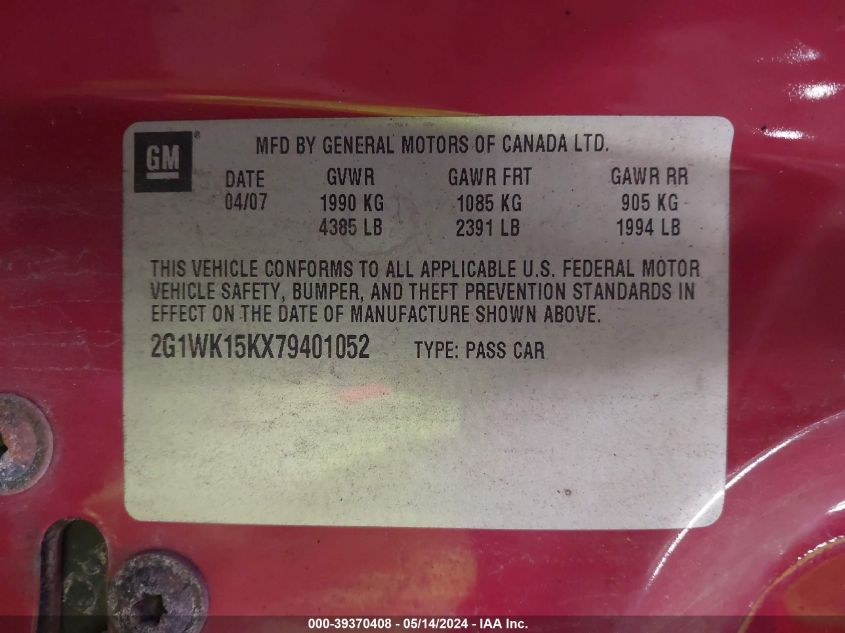 GM®
MFD BY GENERAL MOTORS OF CANADA LTD.
DATE GVWR GAWR FRT GAWR RR
04/07 1990 KG 1085 KG 905 KG
4385 LB 2391 LB 1994 LB
THIS VEHICLE CONFORMS TO ALL APPLICABLE U.S. FEDERAL MOTOR
VEHICLE SAFETY, BUMPER, AND THEFT PREVENTION STANDARDS IN
EFFECT ON THE DATE OF MANUFACTURE SHOWN ABOVE.
2G1WK15KX79401052 TYPE: PASS CAR
000-39370408 - 05/14/2024 - IAA Inc.